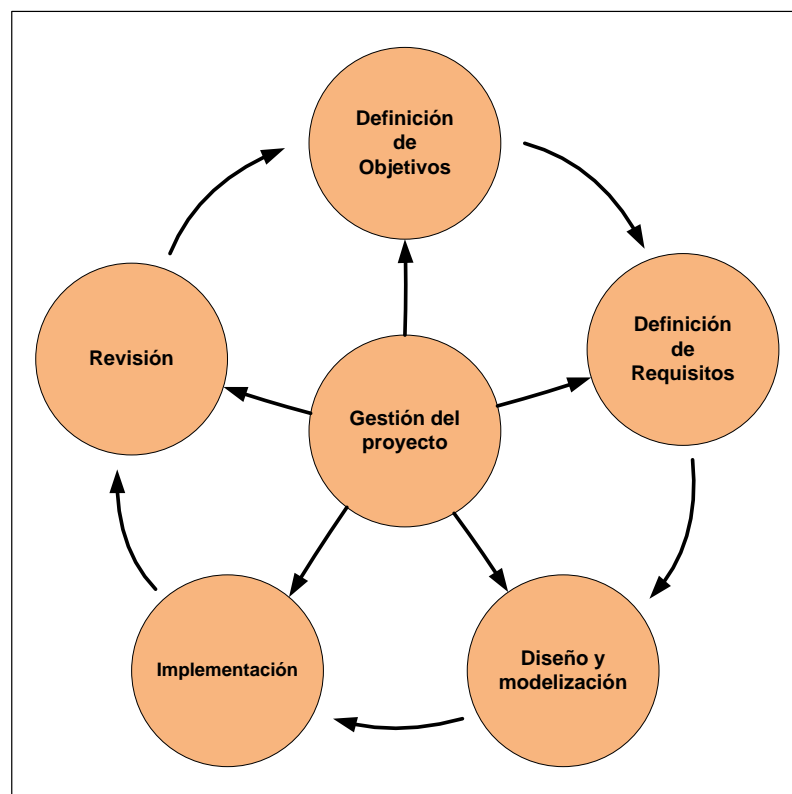 Definición
de
Objetivos
Definición
de
Requisitos
Revisión
Gestión del
proyecto
Implementación
Diseño y
modelización